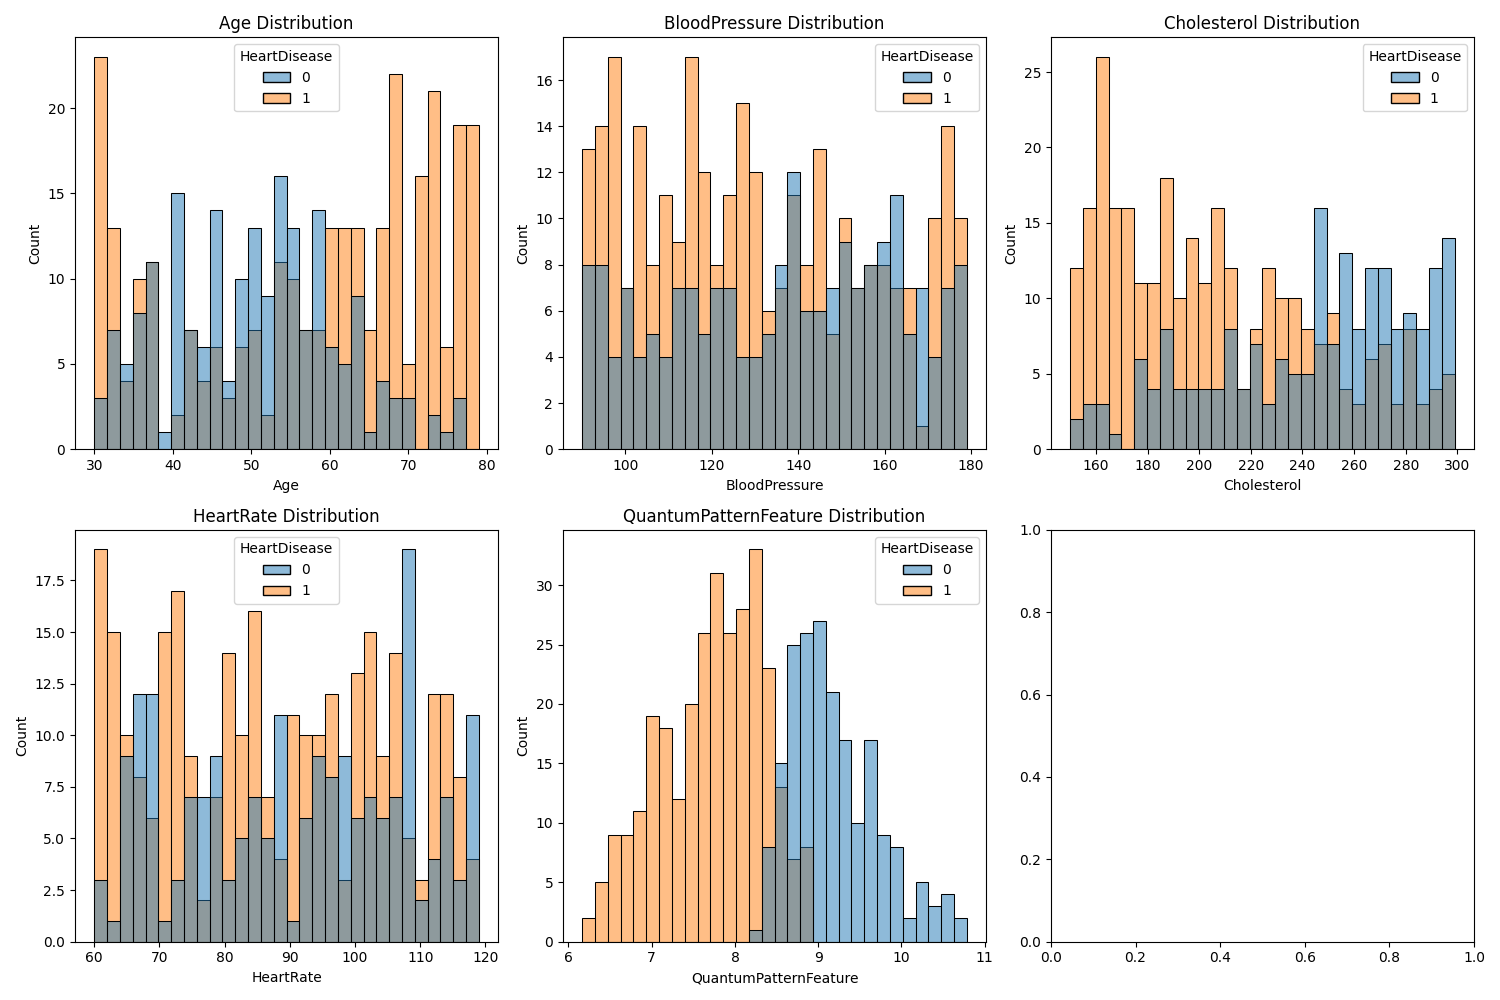 Age Distribution
HeartDisease
0
1
Count
20
15
10
5
0
30 40 50 60 70 80
Age
BloodPressure Distribution
HeartDisease
0
1
Count
16
14
12
10
8
6
4
2
0
100 120 140 160 180
BloodPressure
Cholesterol Distribution
HeartDisease
0
1
Count
25
20
15
10
5
0
160 180 200 220 240 260 280 300
Cholesterol
HeartRate Distribution
HeartDisease
0
1
Count
17.5
15.0
12.5
10.0
7.5
5.0
2.5
0.0
60 70 80 90 100 110 120
HeartRate
QuantumPatternFeature Distribution
HeartDisease
0
1
Count
30
25
20
15
10
5
0
6 7 8 9 10 11
QuantumPatternFeature
1.0
0.8
0.6
0.4
0.2
0.0
0.0 0.2 0.4 0.6 0.8 1.0